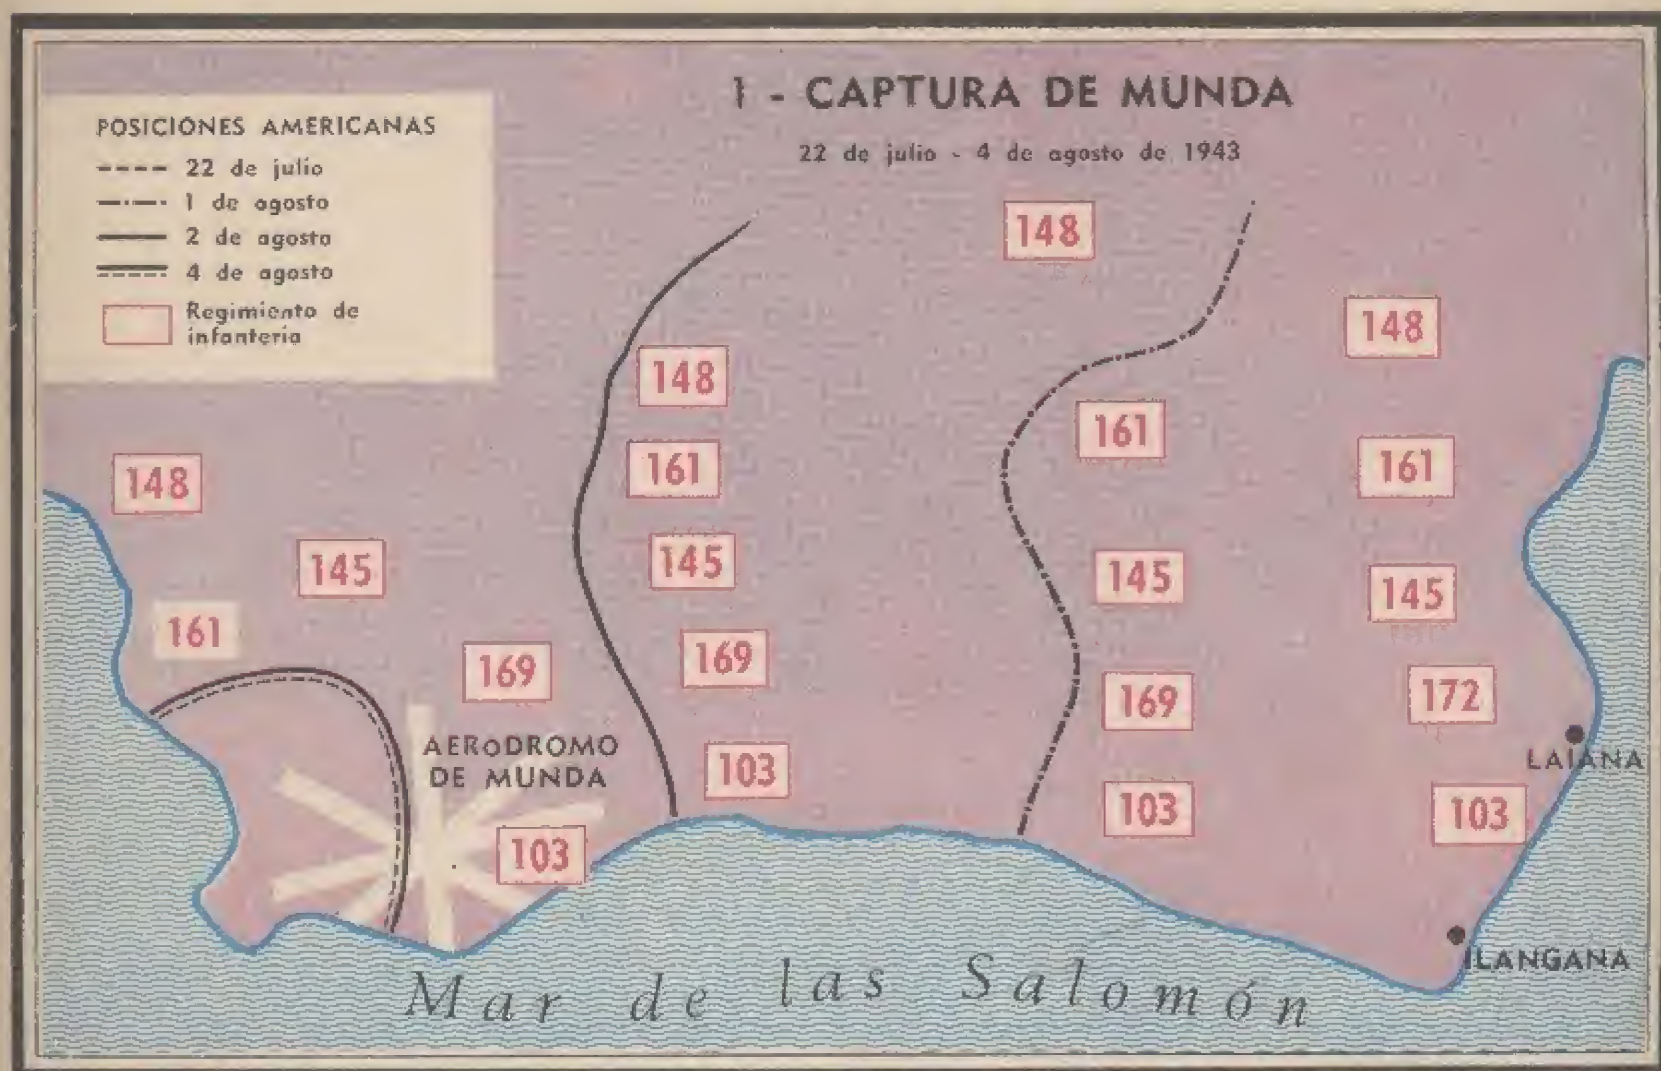 1 - CAPTURA DE MUNDA
22 de julio - 4 de agosto de 1943
POSICIONES AMERICANAS
22 de julio
1 de agosto
2 de agosto
4 de agosto
Regimiento de
infantería
148
148
148
161
161
161
148
145
145
145
145
161
169
169
172
169
AERODROMO
DE MUNDA
103
103
103
103
LAIANA
ILANGANA
Mar de las Salomón